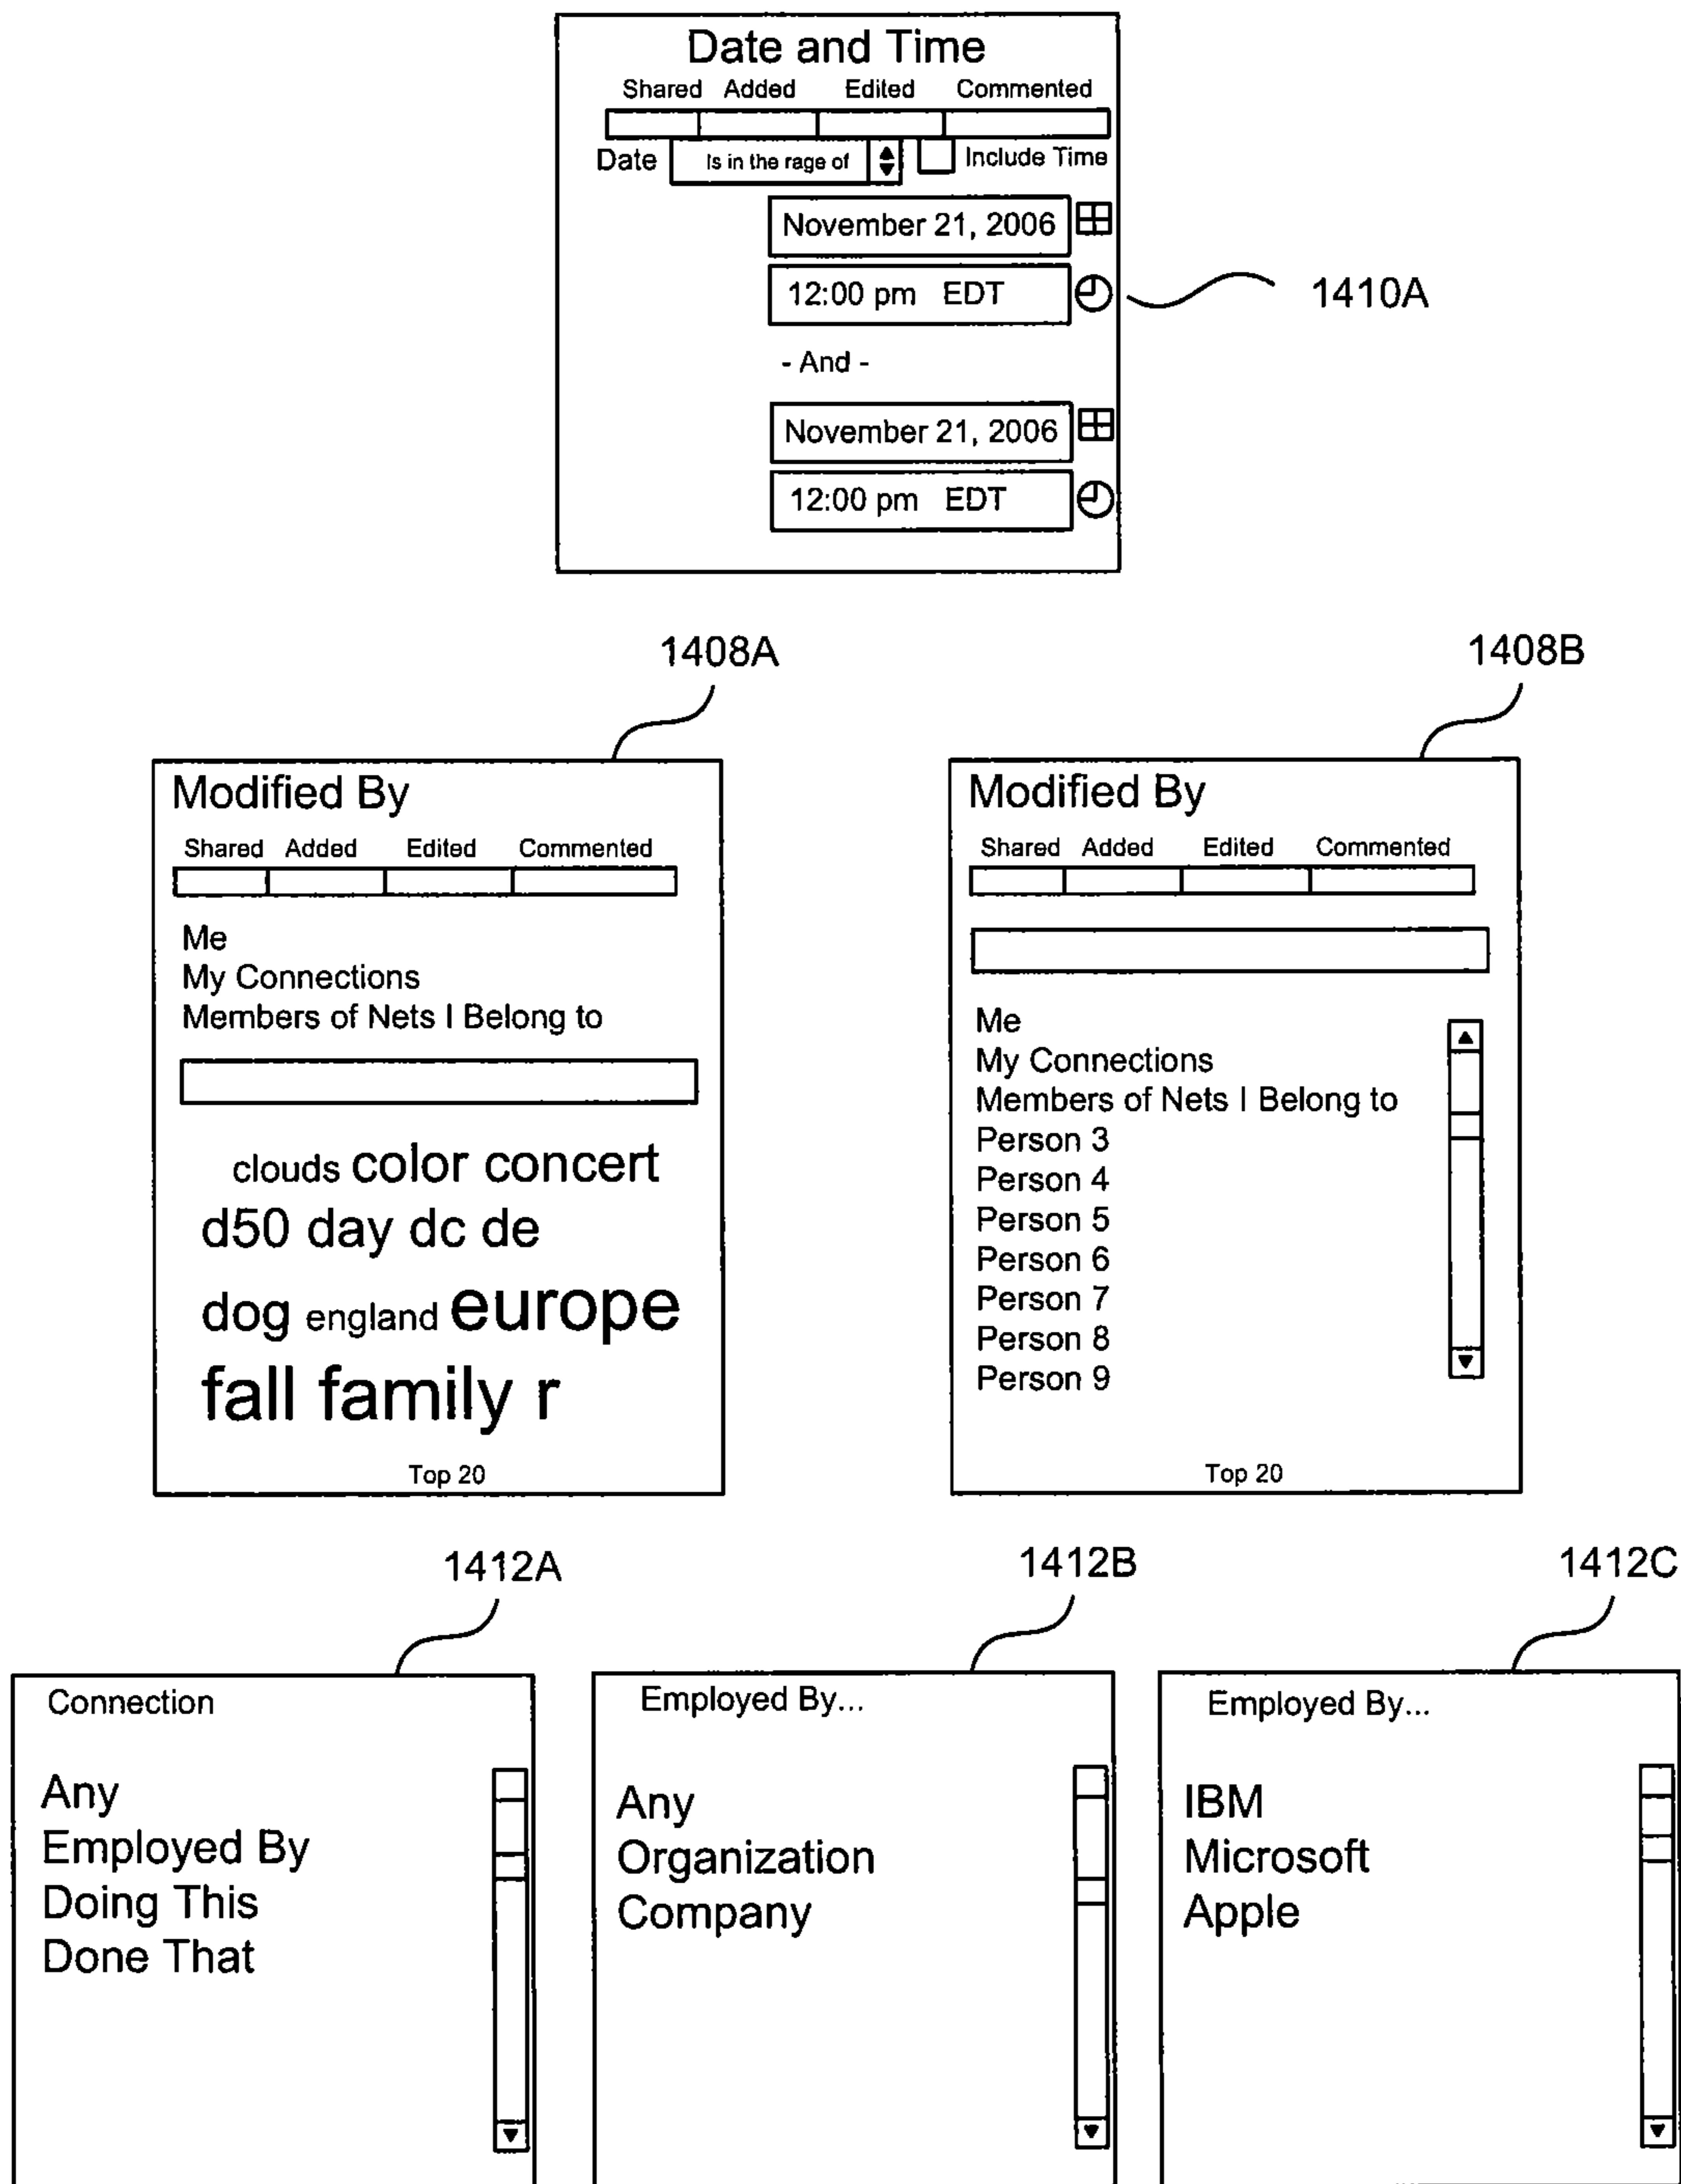 Date and Time
Shared Added Edited Commented
Date Is in the rage of Include Time
November 21, 2006
12:00 pm EDT
1410A
- And -
November 21, 2006
12:00 pm EDT
1408A
Modified By
Shared Added Edited Commented
Me
My Connections
Members of Nets I Belong to
clouds color concert
d50 day dc de
dog england europe
fall family r
Top 20
1408B
Modified By
Shared Added Edited Commented
Me
My Connections
Members of Nets I Belong to
Person 3
Person 4
Person 5
Person 6
Person 7
Person 8
Person 9
Top 20
1412A
Connection
Any
Employed By
Doing This
Done That
1412B
Employed By...
Any
Organization
Company
1412C
Employed By...
IBM
Microsoft
Apple